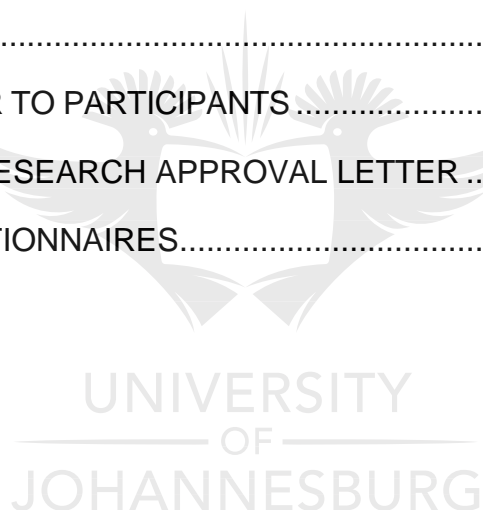 ................................................................
R TO PARTICIPANTS .....................
ESEARCH APPROVAL LETTER ..
TIONNAIRES..................................
UNIVERSITY
OF
JOHANNESBURG